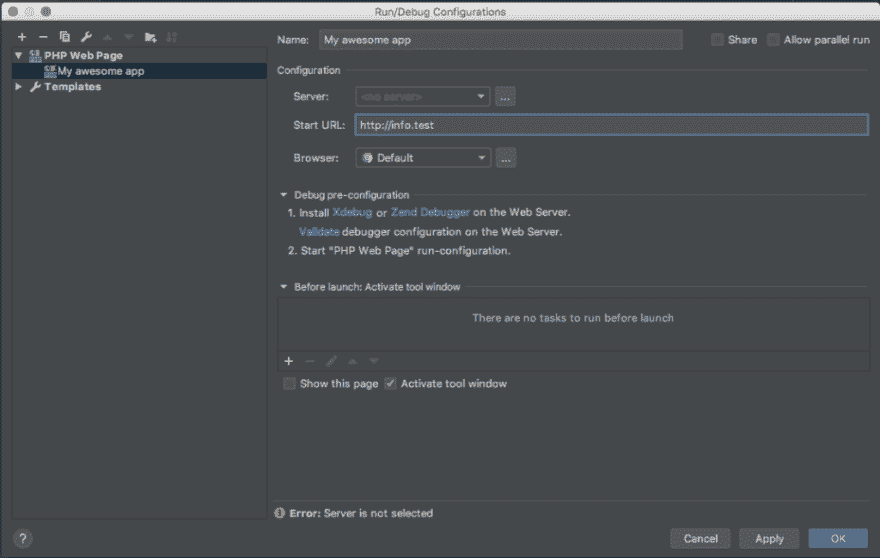 Run/Debug Configurations
PHP Web Page
My awesome app
Templates
Name: My awesome app Share Allow parallel run
Configuration
Server: <no server> ...
Start URL: http://info.test
Browser: Default ...
Debug pre-configuration
1. Install Xdebug or Zend Debugger on the Web Server.
Validate debugger configuration on the Web Server.
2. Start "PHP Web Page" run-configuration.
Before launch: Activate tool window
There are no tasks to run before launch
Show this page Activate tool window
Error: Server is not selected
? Cancel Apply OK